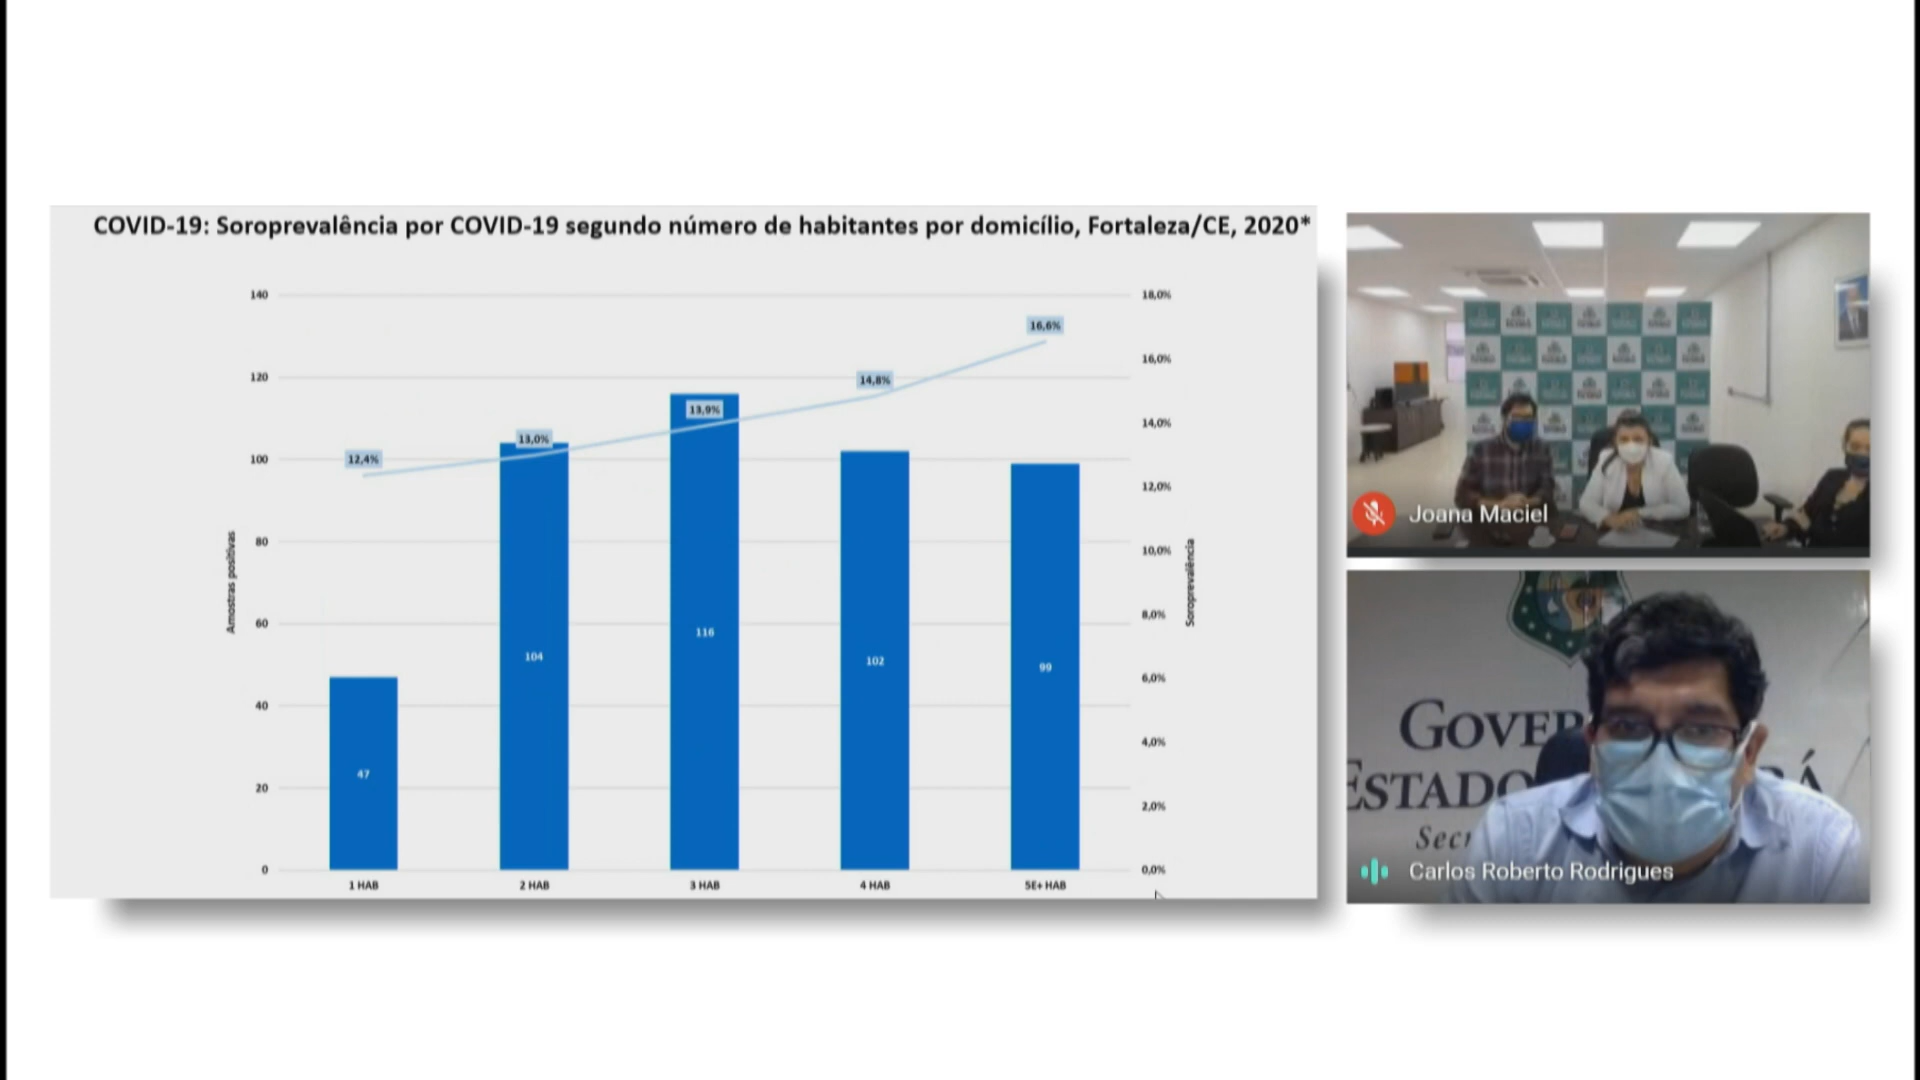 COVID-19: Soroprevalência por COVID-19 segundo número de habitantes por domicílio, Fortaleza/CE, 2020*
140
120
100
80
60
40
20
0
Amostras positivas
18,0%
16,0%
14,0%
12,0%
10,0%
8,0%
6,0%
4,0%
2,0%
0,0%
Soroprevalência
12,4%
13,0%
13,9%
14,8%
16,6%
47
104
116
102
99
1 HAB
2 HAB
3 HAB
4 HAB
5E+ HAB
Joana Maciel
GOVER
ESTADO Á
Secr
Carlos Roberto Rodrigues